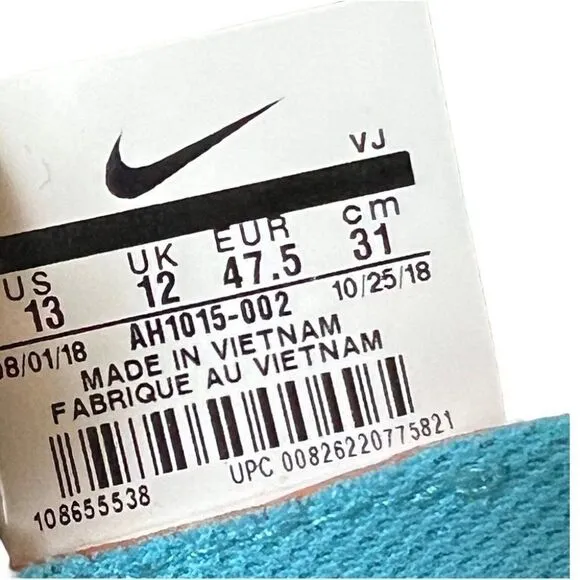 VJ
US UK EUR cm
13 12 47.5 31
08/01/18 AH1015-002 10/25/18
MADE IN VIETNAM
FABRIQUE AU VIETNAM
108655538 UPC 00826220775821